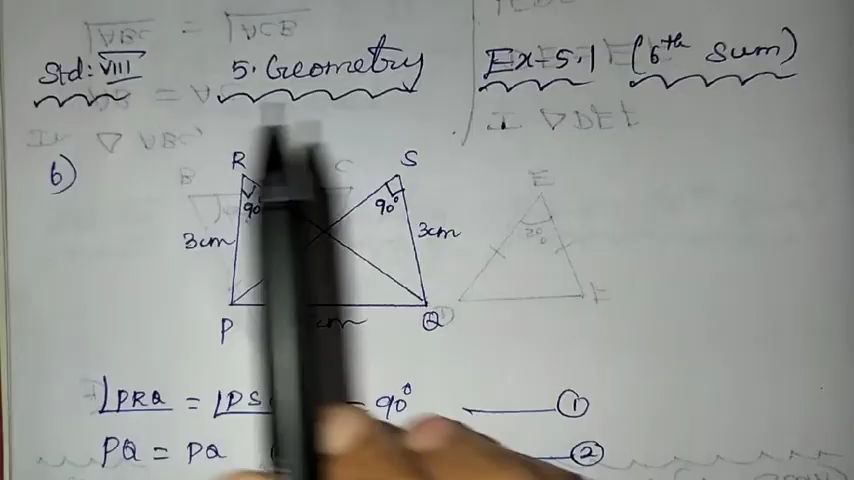 Std: VIII 5. Geometry Ex-5.1 (6th sum)
6)
R S
90° 90°
3cm 3cm
P cm Q
∠PRQ = ∠PS = 90° ①
PQ = PQ ②